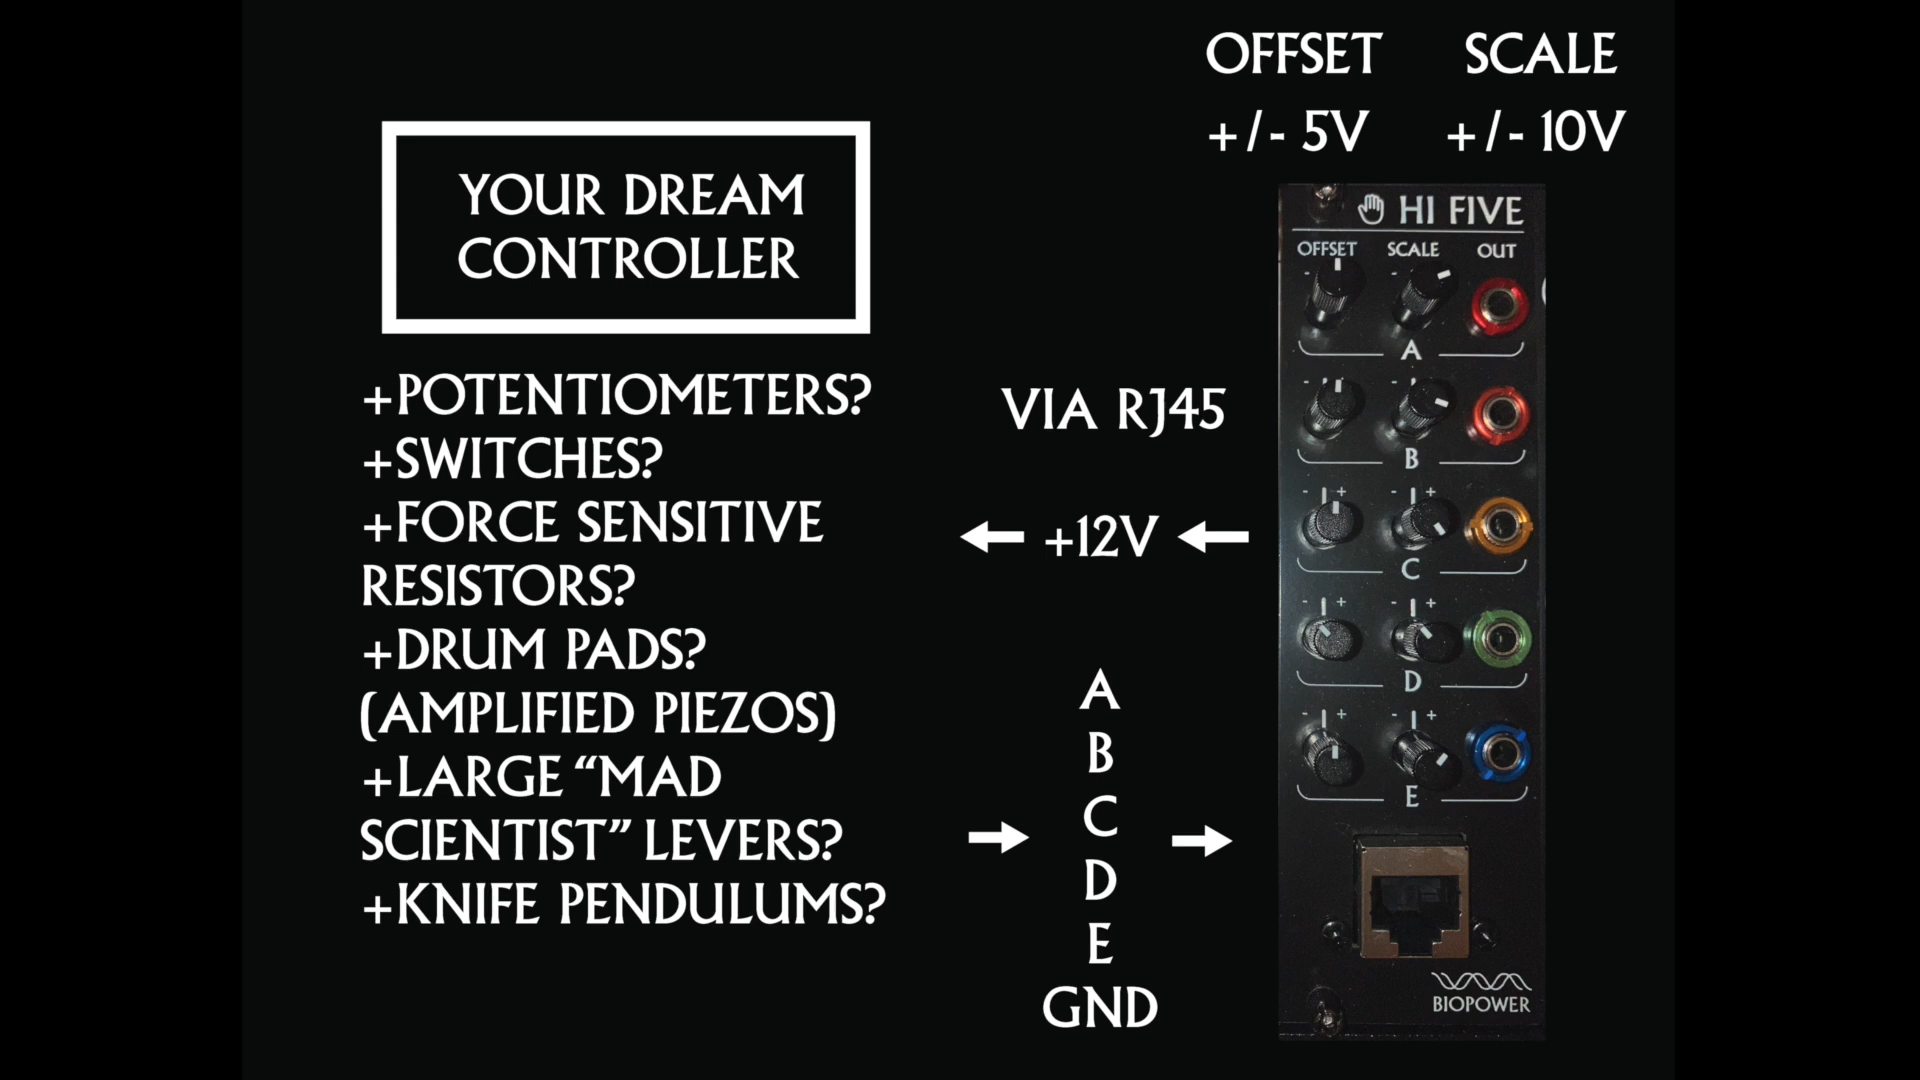 OFFSET SCALE
+/- 5V +/- 10V
YOUR DREAM
CONTROLLER
+POTENTIOMETERS?
+SWITCHES?
+FORCE SENSITIVE
RESISTORS?
+DRUM PADS?
(AMPLIFIED PIEZOS)
+LARGE “MAD
SCIENTIST” LEVERS?
+KNIFE PENDULUMS?
VIA RJ45
+12V
A
B
C
D
E
GND
HI FIVE
OFFSET SCALE OUT
- -
A
- -
B
- + - +
C
- + - +
D
- + - +
E
BIOPOWER